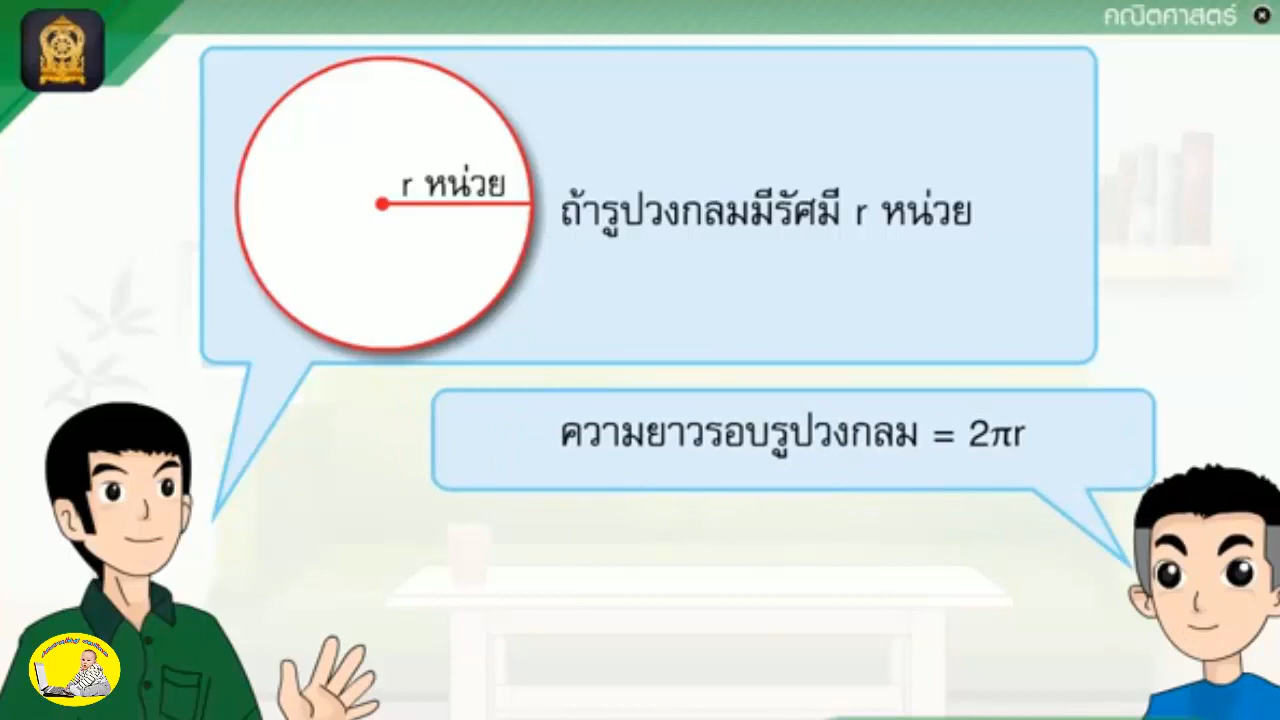 คณิตศาสตร์
r หน่วย
ถ้ารูปวงกลมมีรัศมี r หน่วย
ความยาวรอบรูปวงกลม = 2πr